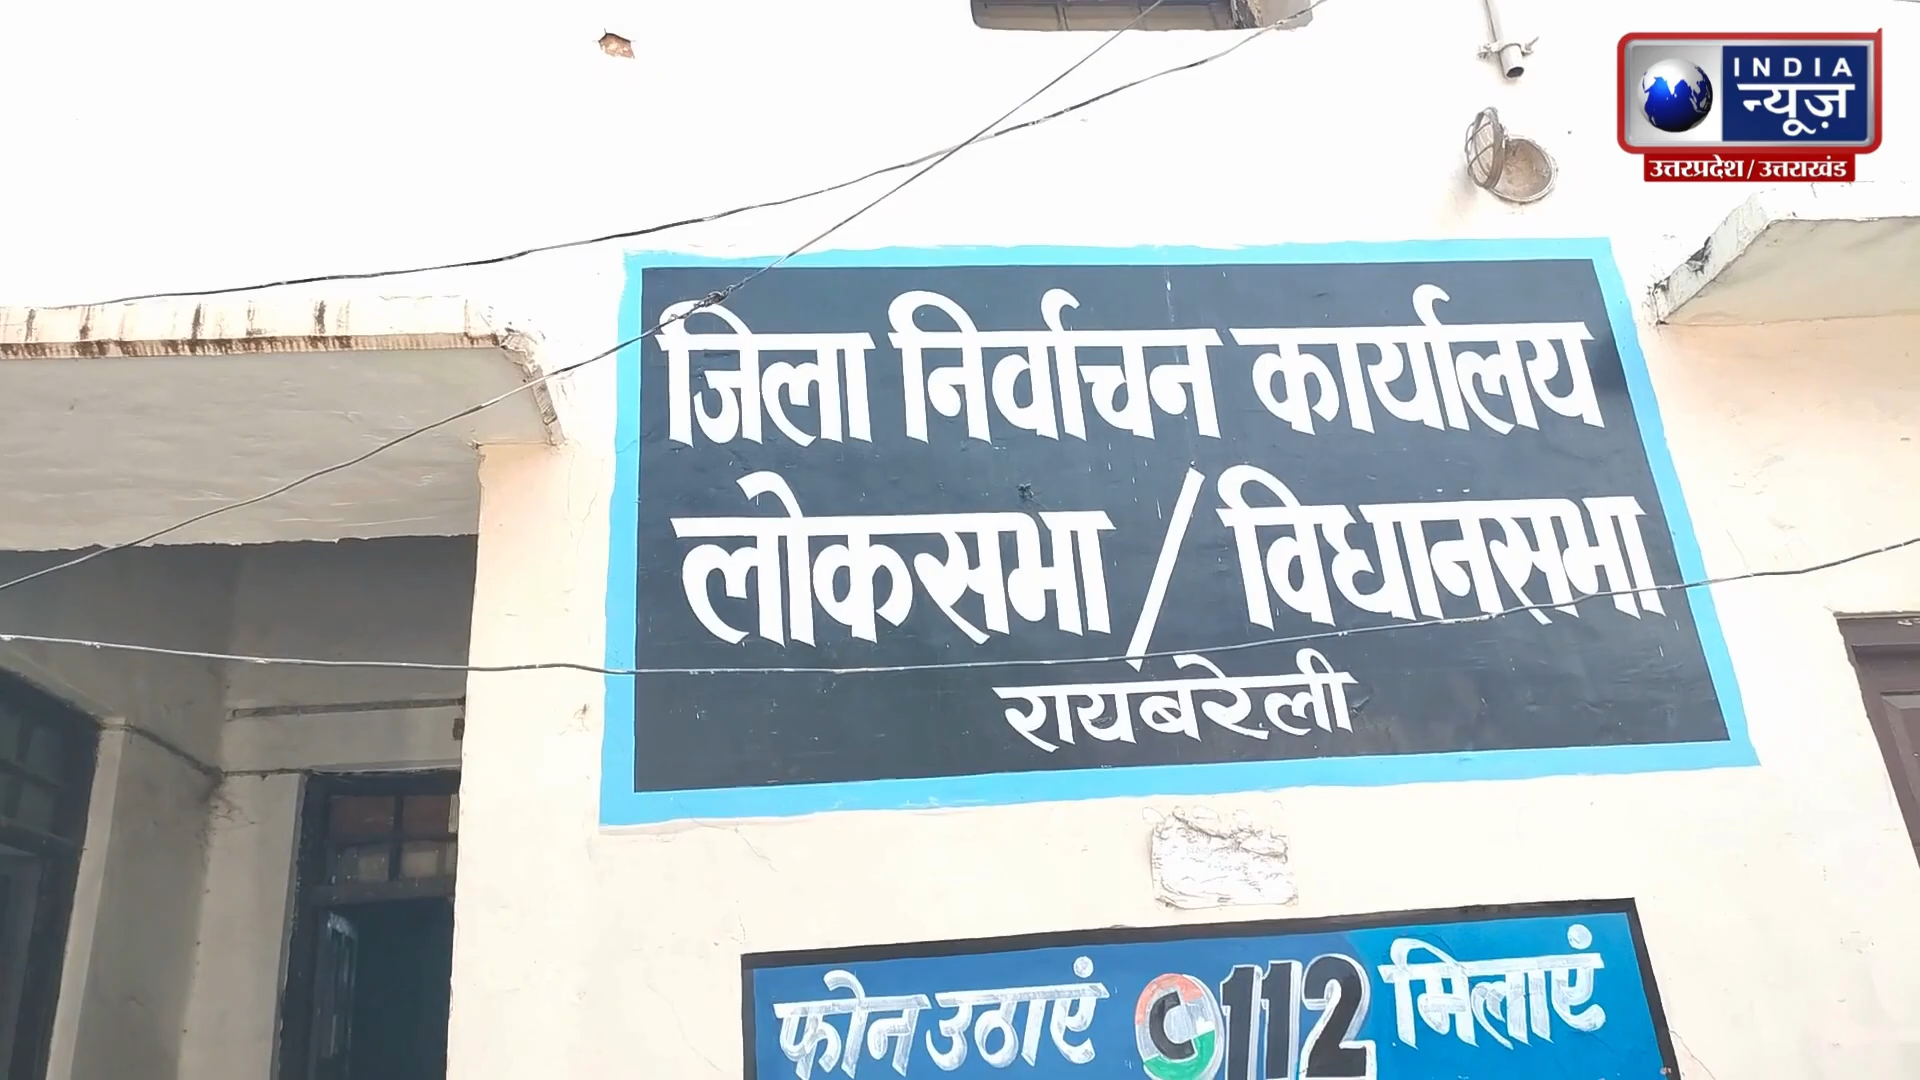 INDIA
न्यूज़
उत्तरप्रदेश/उत्तराखंड
जिला निर्वाचन कार्यालय
लोकसभा/विधानसभा
रायबरेली
फोन उठाएं 112 मिलाएं